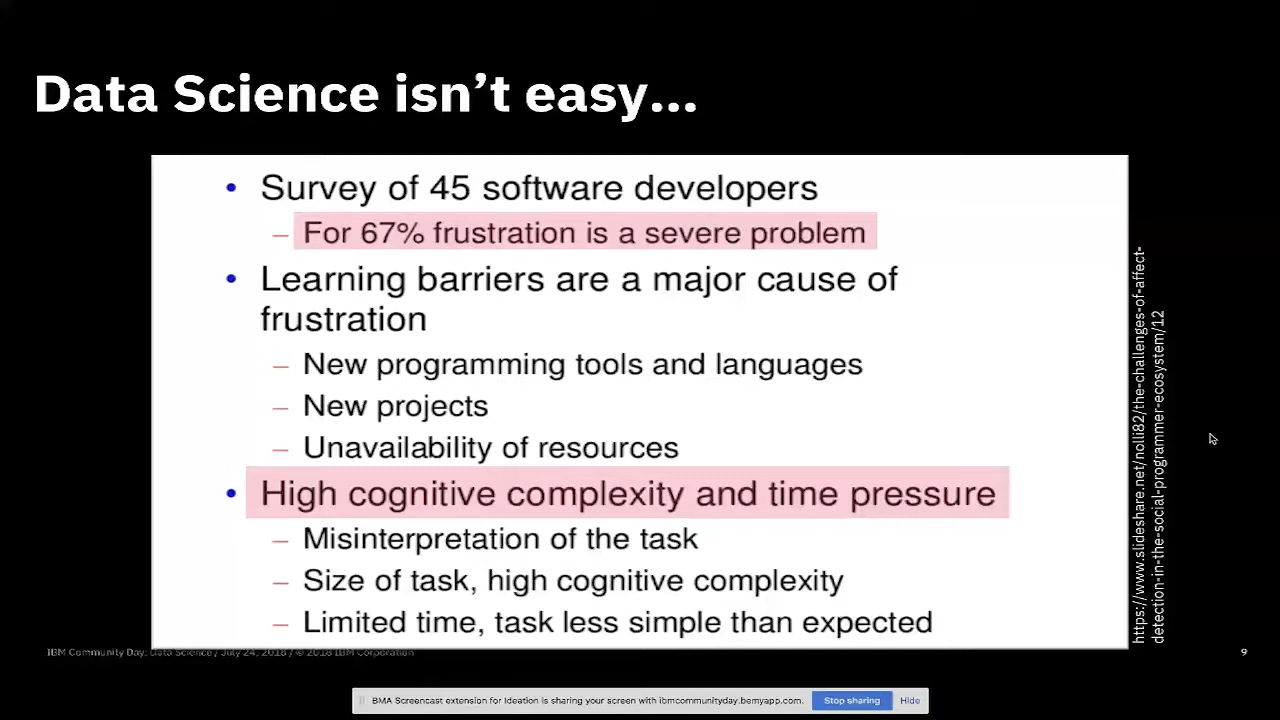 Data Science isn't easy...
• Survey of 45 software developers
– For 67% frustration is a severe problem
• Learning barriers are a major cause of
frustration
– New programming tools and languages
– New projects
– Unavailability of resources
• High cognitive complexity and time pressure
– Misinterpretation of the task
– Size of task, high cognitive complexity
– Limited time, task less simple than expected
https://www.slideshare.net/nolli82/the-challenges-of-affect-
detection-in-the-social-programmer-ecosystem/12
IBM Community Day: Data Science / July 24, 2018 / © 2018 IBM Corporation
9
BMA Screencast extension for Ideation is sharing your screen with ibmcommunityday.bemyapp.com.
Stop sharing
Hide